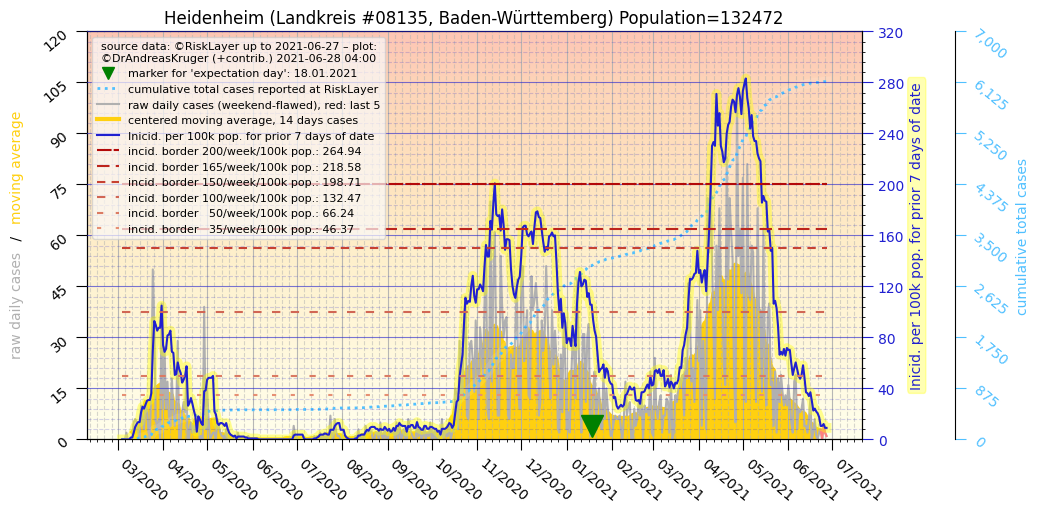 Heidenheim (Landkreis #08135, Baden-Württemberg) Population=132472
source data: ©RiskLayer up to 2021-06-27 – plot:
©DrAndreasKruger (+contrib.) 2021-06-28 04:00
marker for 'expectation day': 18.01.2021
cumulative total cases reported at RiskLayer
raw daily cases (weekend-flawed), red: last 5
centered moving average, 14 days cases
Inicid. per 100k pop. for prior 7 days of date
incid. border 200/week/100k pop.: 264.94
incid. border 165/week/100k pop.: 218.58
incid. border 150/week/100k pop.: 198.71
incid. border 100/week/100k pop.: 132.47
incid. border 50/week/100k pop.: 66.24
incid. border 35/week/100k pop.: 46.37
raw daily cases / moving average
120
105
90
75
60
45
30
15
0
03/2020
04/2020
05/2020
06/2020
07/2020
08/2020
09/2020
10/2020
11/2020
12/2020
01/2021
02/2021
03/2021
04/2021
05/2021
06/2021
07/2021
320
280
240
200
160
120
80
40
0
Inicid. per 100k pop. for prior 7 days of date
7,000
6,125
5,250
4,375
3,500
2,625
1,750
875
0
cumulative total cases